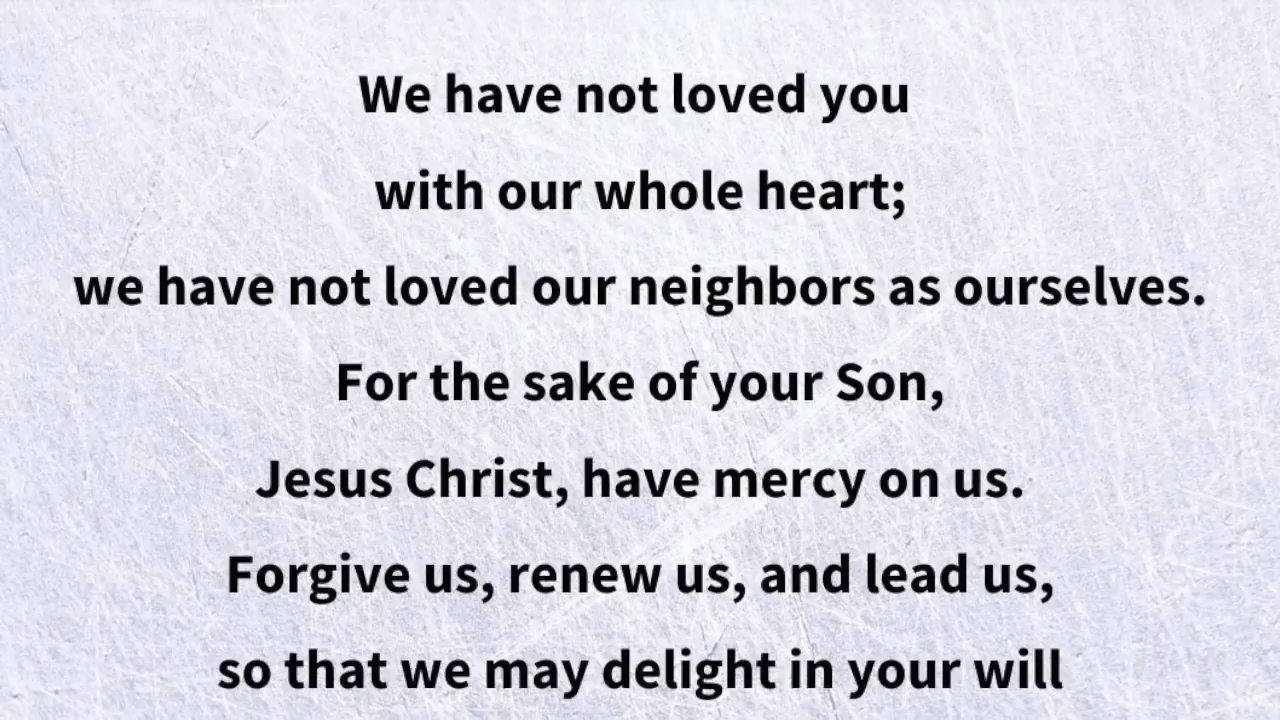 We have not loved you
with our whole heart;
we have not loved our neighbors as ourselves.
For the sake of your Son,
Jesus Christ, have mercy on us.
Forgive us, renew us, and lead us,
so that we may delight in your will